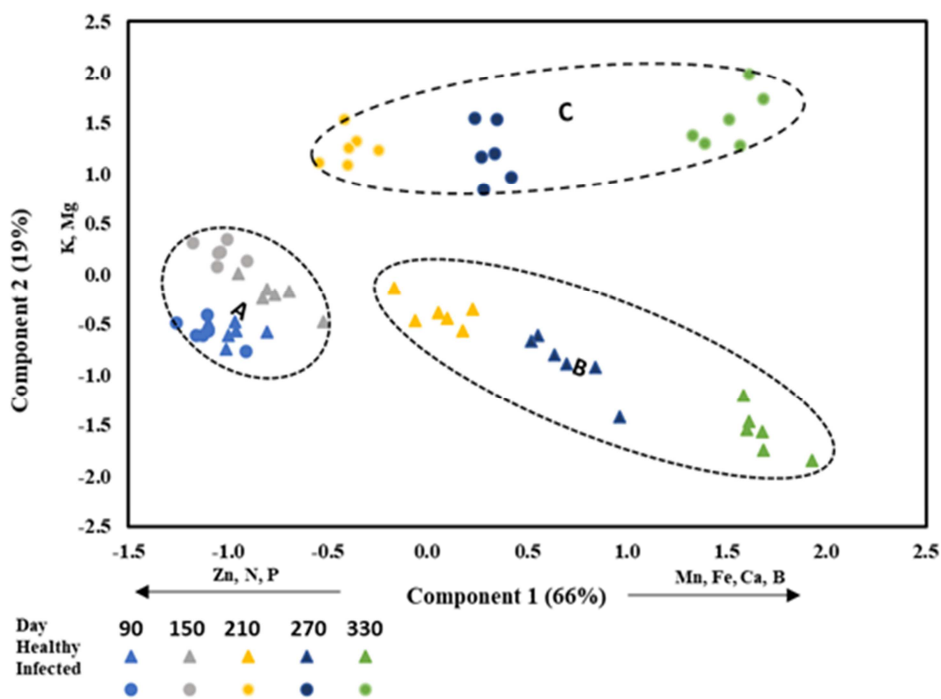 2.5
2.0
1.5
1.0
0.5
0.0
-0.5
-1.0
-1.5
-2.0
-2.5
Component 2 (19%)
K, Mg
C
A
B
-1.5 -1.0 -0.5 0.0 0.5 1.0 1.5 2.0 2.5
Zn, N, P
Mn, Fe, Ca, B
Component 1 (66%)
Day 90 150 210 270 330
Healthy
Infected